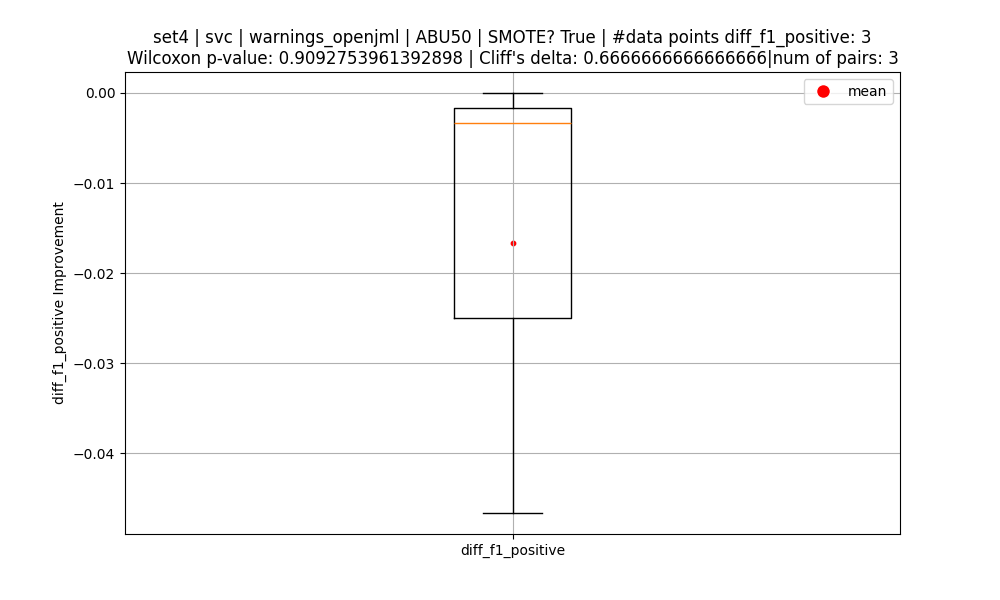 set4 | svc | warnings_openjml | ABU50 | SMOTE? True | #data points diff_f1_positive: 3
Wilcoxon p-value: 0.9092753961392898 | Cliff's delta: 0.6666666666666666|num of pairs: 3
mean
0.00
−0.01
−0.02
−0.03
−0.04
diff_f1_positive Improvement
diff_f1_positive